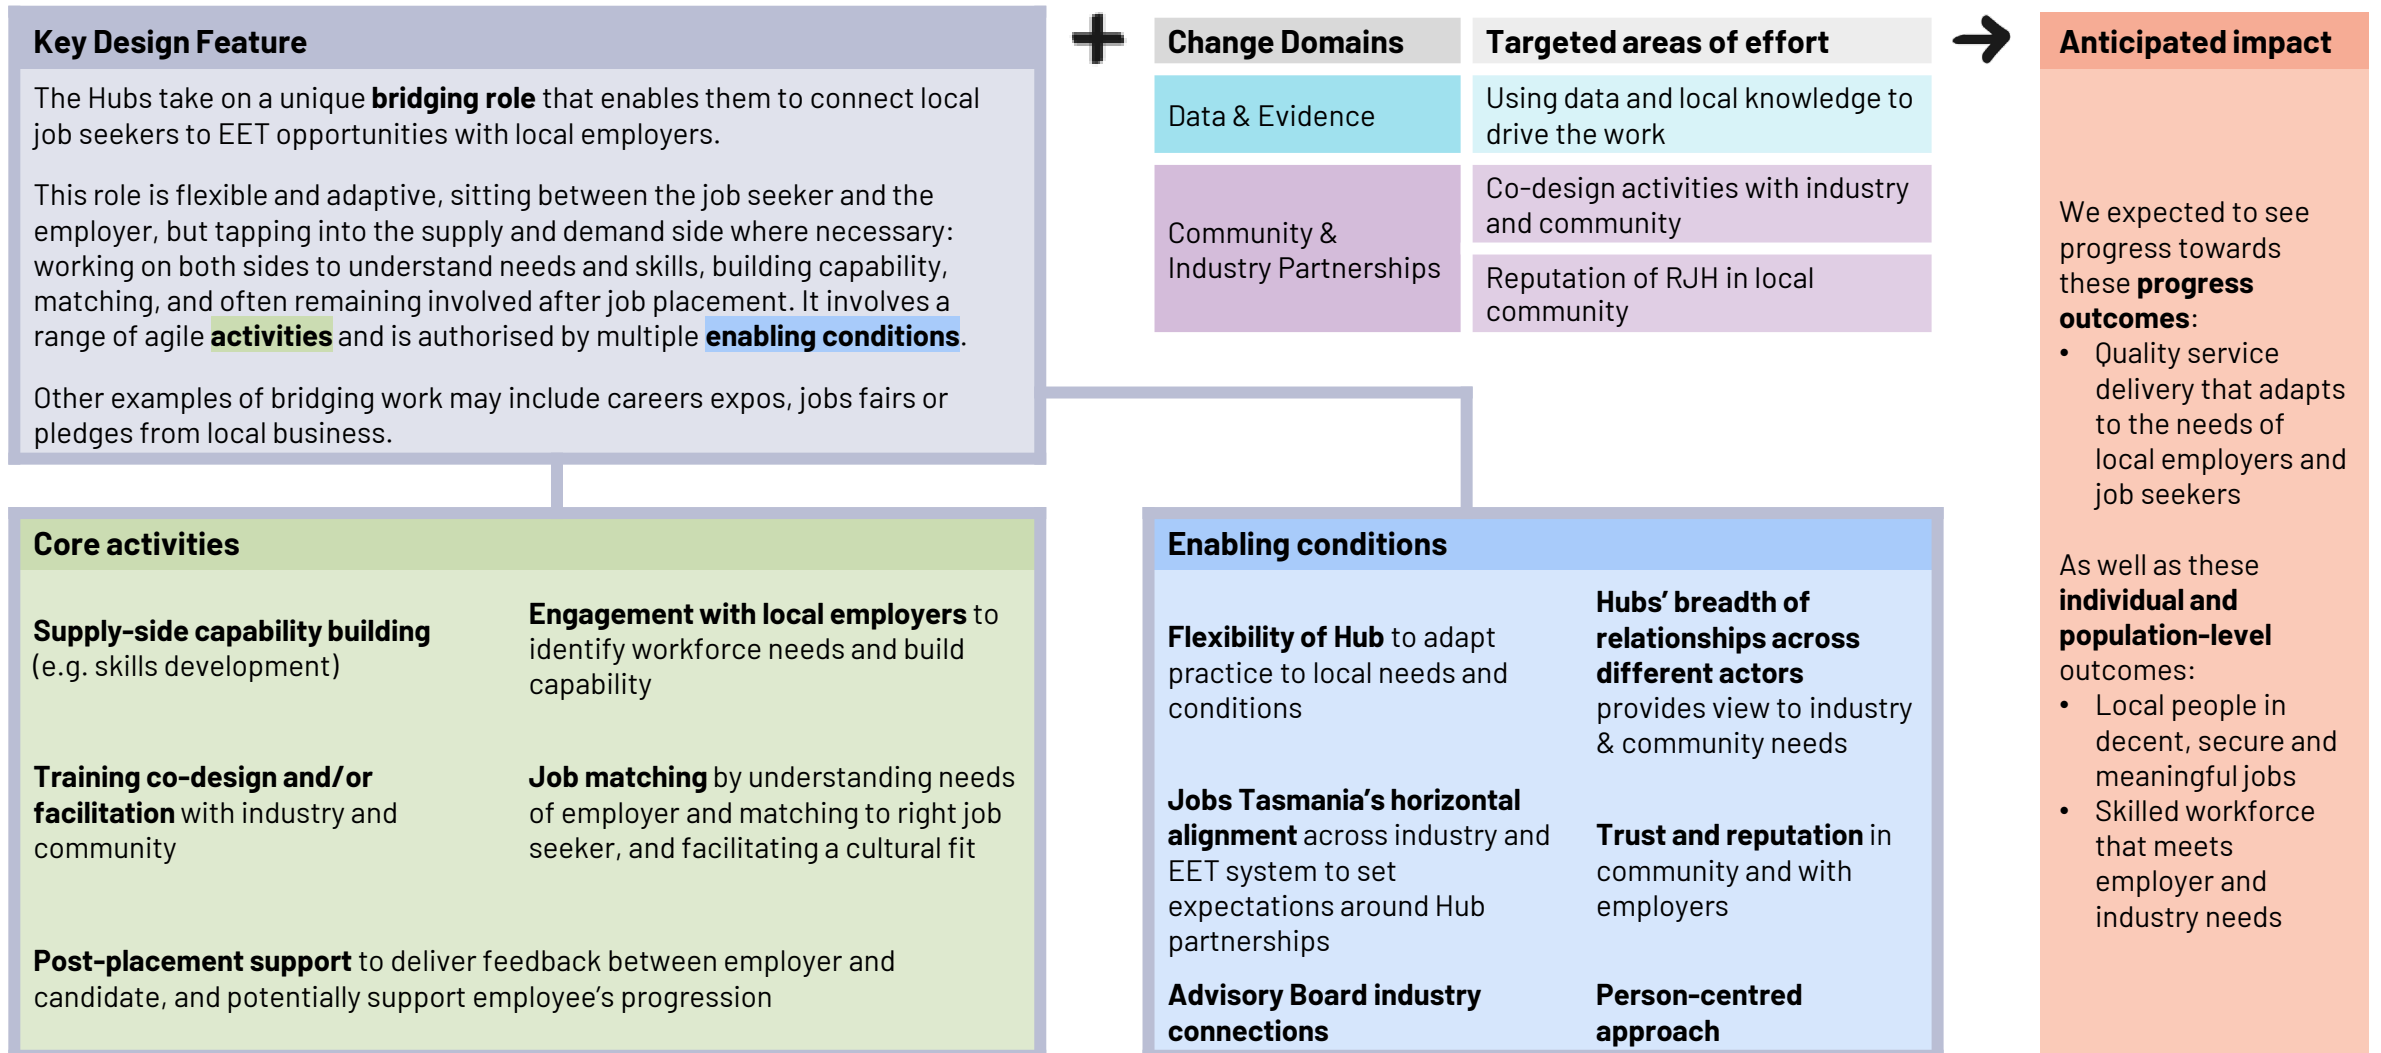 Key Design Feature
The Hubs take on a unique bridging role that enables them to connect local
job seekers to EET opportunities with local employers.
This role is flexible and adaptive, sitting between the job seeker and the
employer, but tapping into the supply and demand side where necessary:
working on both sides to understand needs and skills, building capability,
matching, and often remaining involved after job placement. It involves a
range of agile activities and is authorised by multiple enabling conditions.
Other examples of bridging work may include careers expos, jobs fairs or
pledges from local business.
+
Change Domains
Targeted areas of effort
Data & Evidence
Using data and local knowledge to
drive the work
Community &
Industry Partnerships
Co-design activities with industry
and community
Reputation of RJH in local
community
→
Core activities
Supply-side capability building
(e.g. skills development)
Engagement with local employers to
identify workforce needs and build
capability
Training co-design and/or
facilitation with industry and
community
Job matching by understanding needs
of employer and matching to right job
seeker, and facilitating a cultural fit
Post-placement support to deliver feedback between employer and
candidate, and potentially support employee's progression
Enabling conditions
Flexibility of Hub to adapt
practice to local needs and
conditions
Hubs' breadth of
relationships across
different actors
provides view to industry
& community needs
Jobs Tasmania's horizontal
alignment across industry and
EET system to set
expectations around Hub
partnerships
Trust and reputation in
community and with
employers
Advisory Board industry
connections
Person-centred
approach
Anticipated impact
We expected to see
progress towards
these progress
outcomes:
• Quality service
delivery that adapts
to the needs of
local employers and
job seekers
As well as these
individual and
population-level
outcomes:
• Local people in
decent, secure and
meaningful jobs
• Skilled workforce
that meets
employer and
industry needs